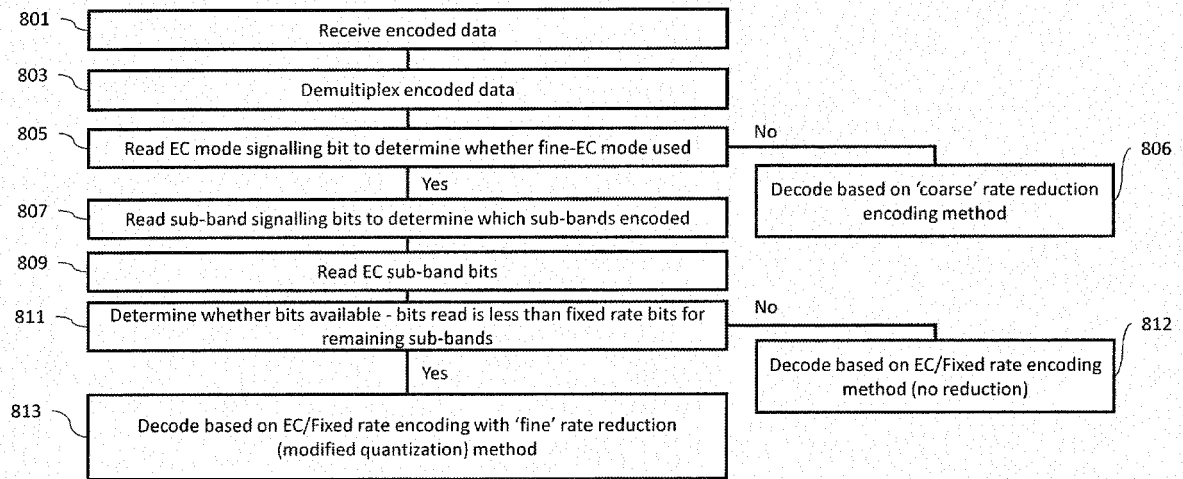 801
Receive encoded data
803
Demultiplex encoded data
805
Read EC mode signalling bit to determine whether fine-EC mode used
No
806
Decode based on 'coarse' rate reduction
encoding method
Yes
807
Read sub-band signalling bits to determine which sub-bands encoded
809
Read EC sub-band bits
811
Determine whether bits available - bits read is less than fixed rate bits for
remaining sub-bands
No
812
Decode based on EC/Fixed rate encoding
method (no reduction)
Yes
813
Decode based on EC/Fixed rate encoding with 'fine' rate reduction
(modified quantization) method